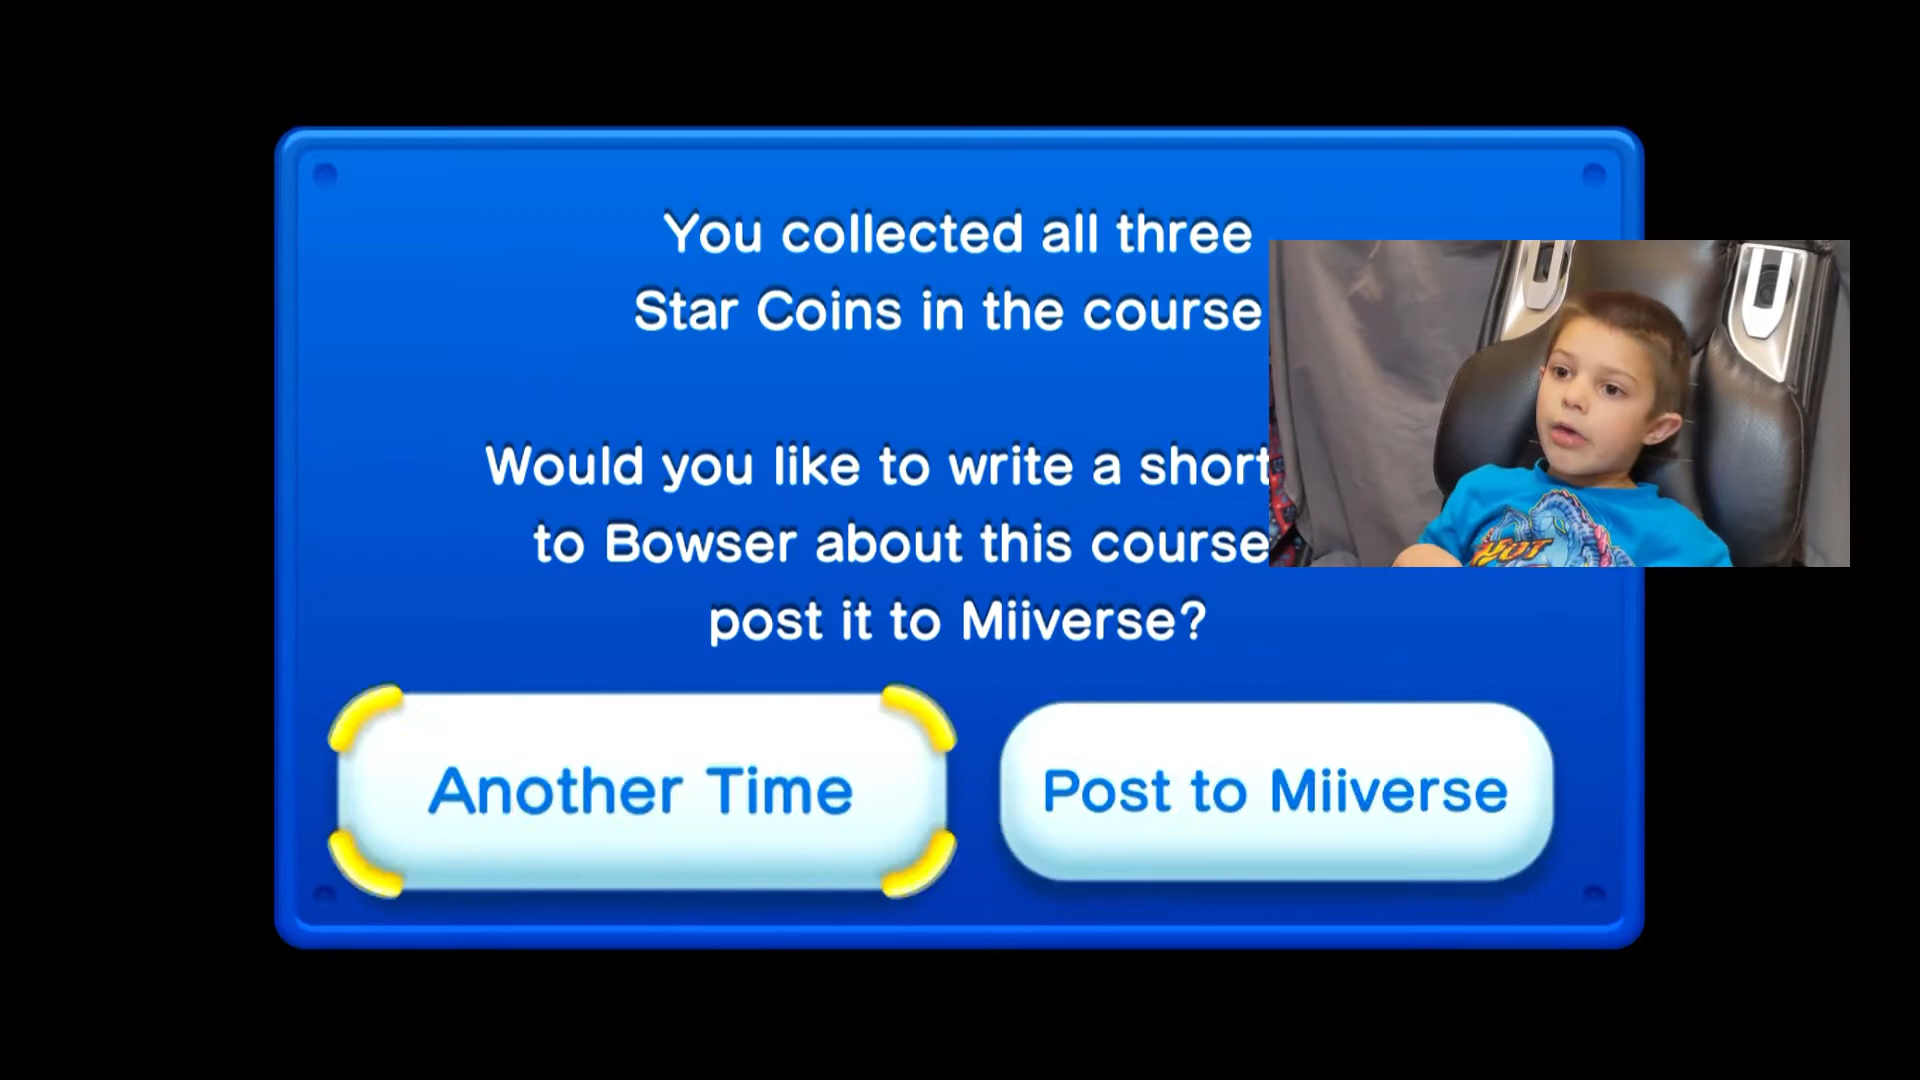 You collected all three
Star Coins in the course
Would you like to write a short
to Bowser about this course
post it to Miiverse?
Another Time
Post to Miiverse
HOT